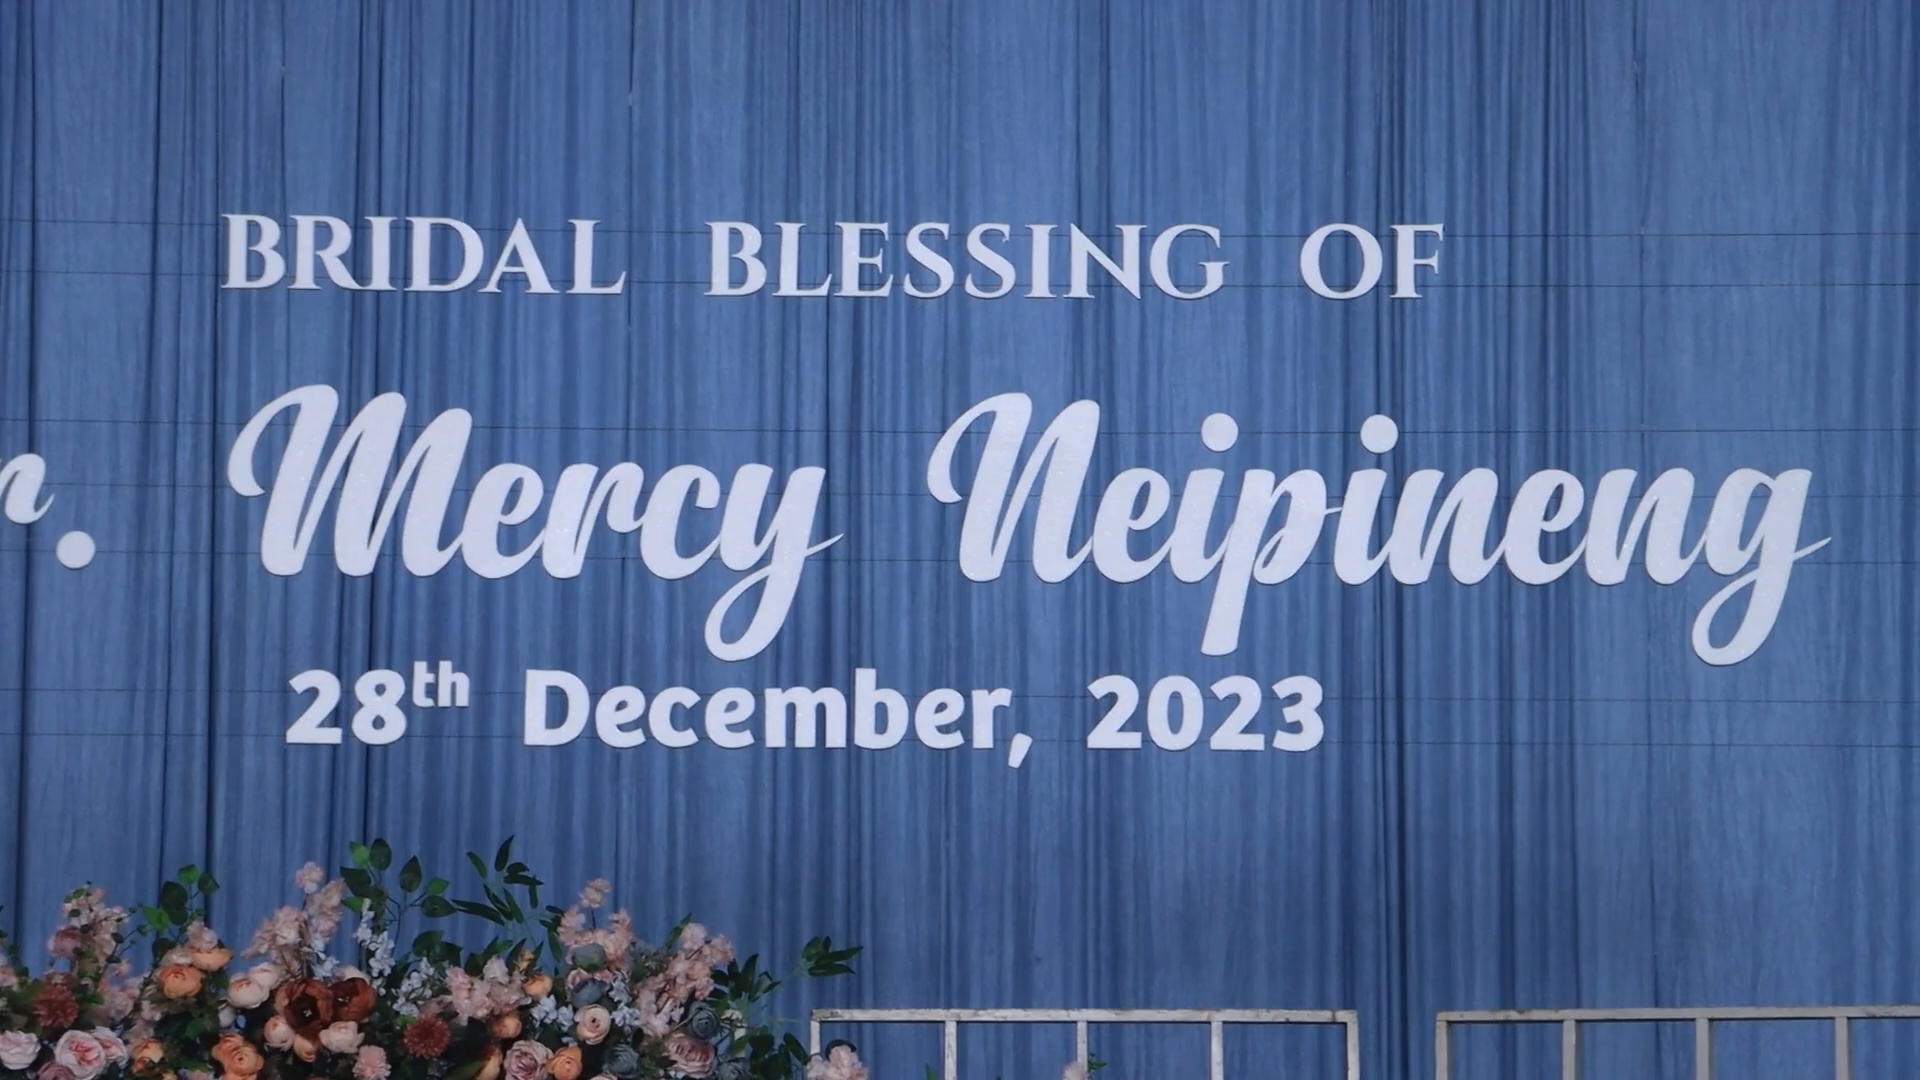 BRIDAL BLESSING OF
Mercy Neipineng
28th December, 2023